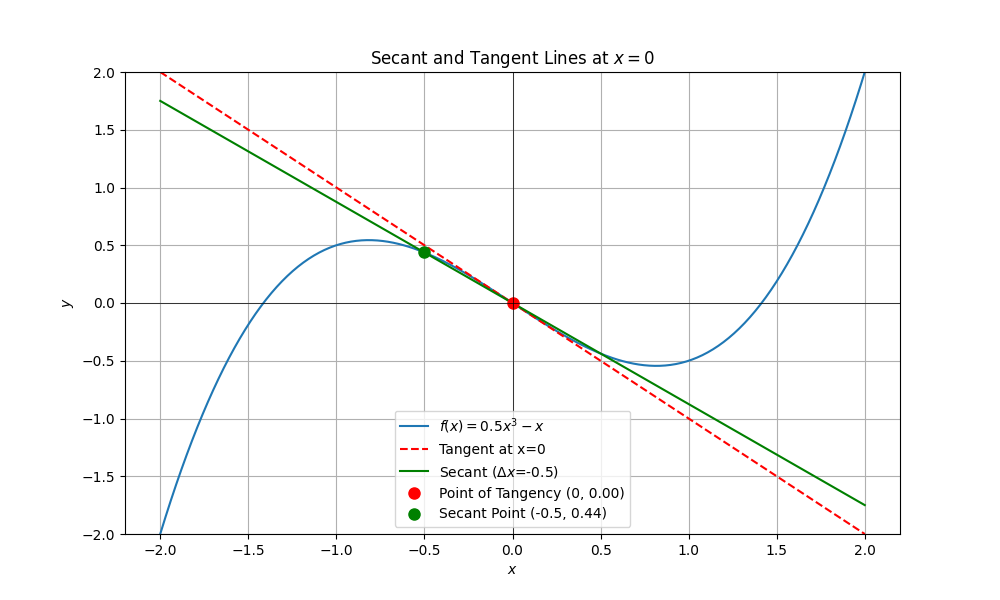 Secant and Tangent Lines at $x = 0$
2.0
1.5
1.0
0.5
0.0
−0.5
−1.0
−1.5
−2.0
y
f(x) = 0.5x³ − x
Tangent at x=0
Secant (Δx=-0.5)
Point of Tangency (0, 0.00)
Secant Point (-0.5, 0.44)
−2.0 −1.5 −1.0 −0.5 0.0 0.5 1.0 1.5 2.0
x